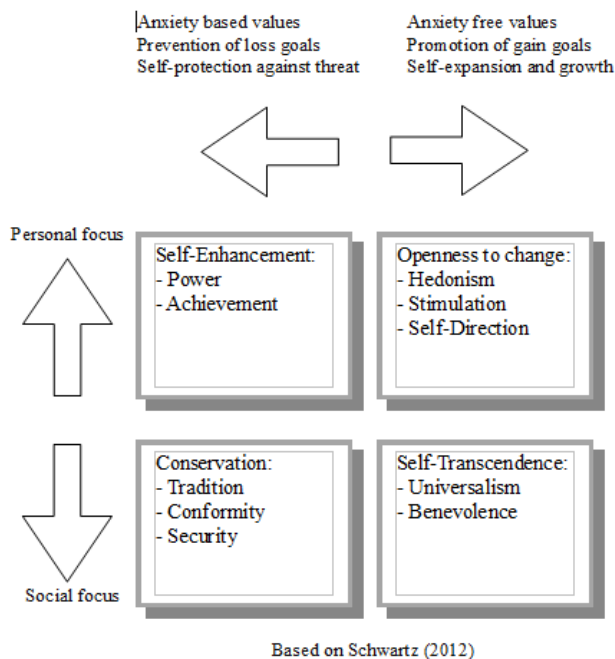 Anxiety based values
Prevention of loss goals
Self-protection against threat
Anxiety free values
Promotion of gain goals
Self-expansion and growth
Personal focus
Self-Enhancement:
- Power
- Achievement
Openness to change:
- Hedonism
- Stimulation
- Self-Direction
Conservation:
- Tradition
- Conformity
- Security
Self-Transcendence:
- Universalism
- Benevolence
Social focus
Based on Schwartz (2012)